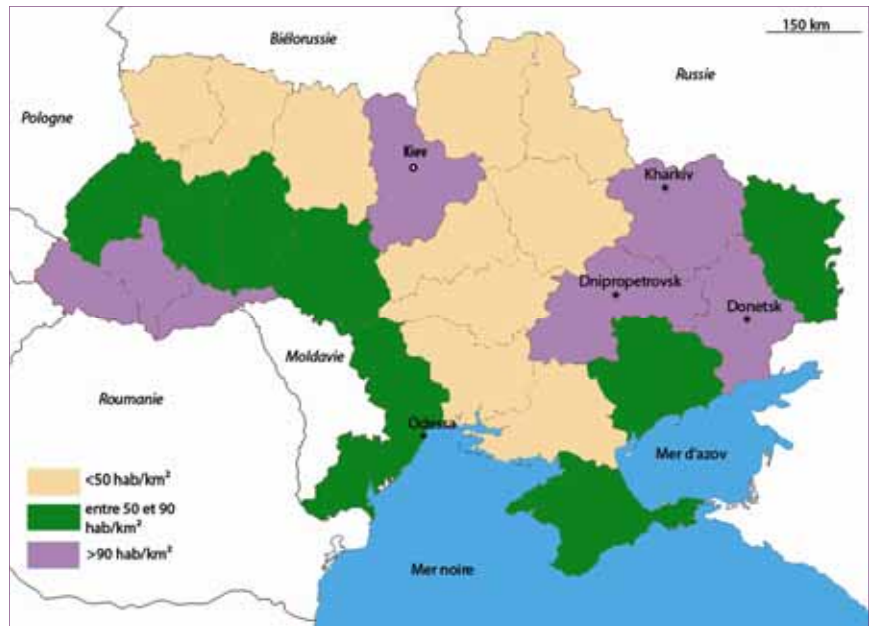 150 km
Biélorussie
Russie
Pologne
Kiev
Kharkiv
Dnipropetrovsk
Donetsk
Moldavie
Roumanie
Odessa
Mer d'azov
<50 hab/km²
entre 50 et 90
hab/km²
>90 hab/km²
Mer noire